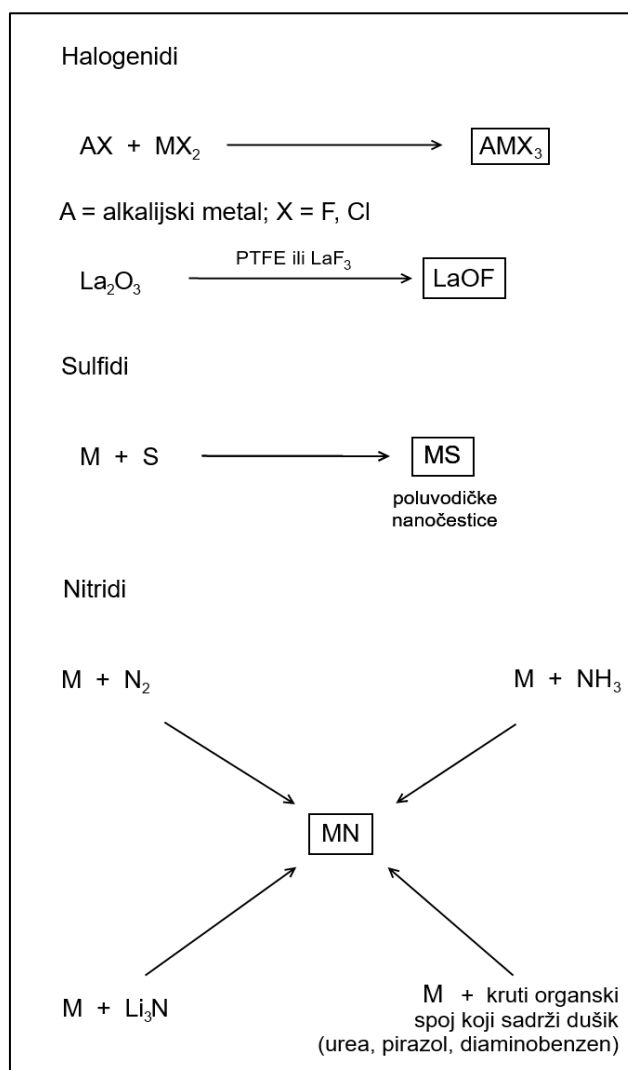 Halogenidi
AX + MX₂ AMX₃
A = alkalijski metal; X = F, Cl
PTFE ili LaF₃
La₂O₃ LaOF
Sulfidi
M + S MS
poluvodičke
nanočestice
Nitridi
M + N₂ M + NH₃
MN
M + Li₃N M + kruti organski
spoj koji sadrži dušik
(urea, pirazol, diaminobenzen)